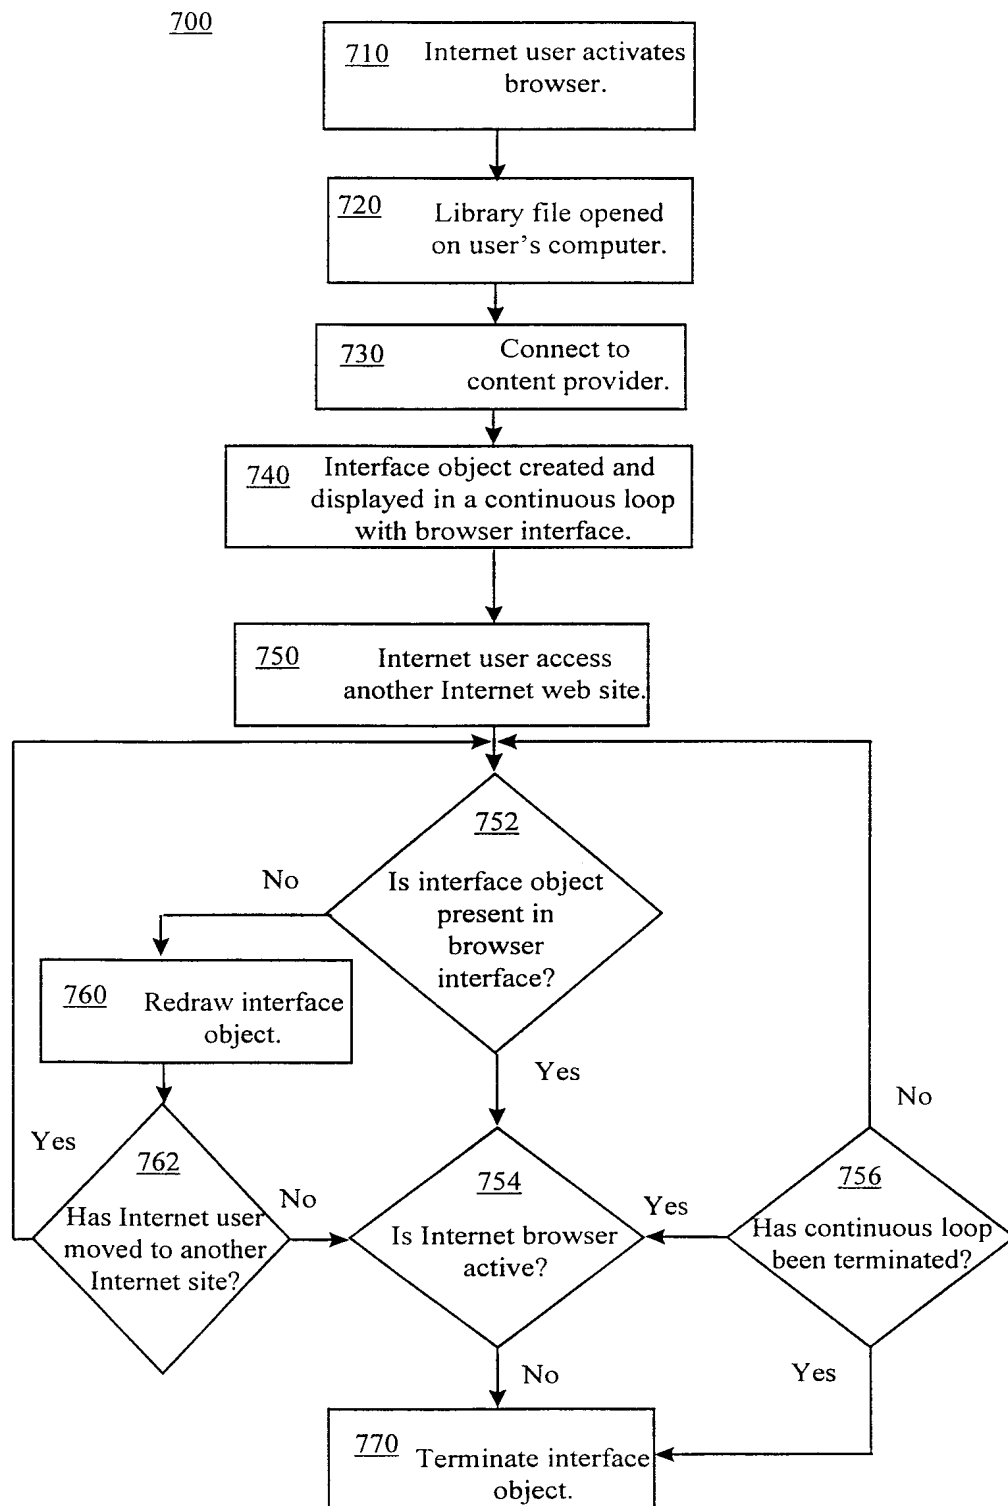 700
710 Internet user activates
browser.
720
Library file opened
on user's computer.
730 Connect to
content provider.
740 Interface object created and
displayed in a continuous loop
with browser interface.
750 Internet user access
another Internet web site.
752
No
Is interface object
present in
browser
interface?
760 Redraw interface
object.
Yes
No
Yes
762
Has Internet user
moved to another
Internet site?
No
754
Is Internet browser
active?
Yes
756
Has continuous loop
been terminated?
No
Yes
770 Terminate interface
object.